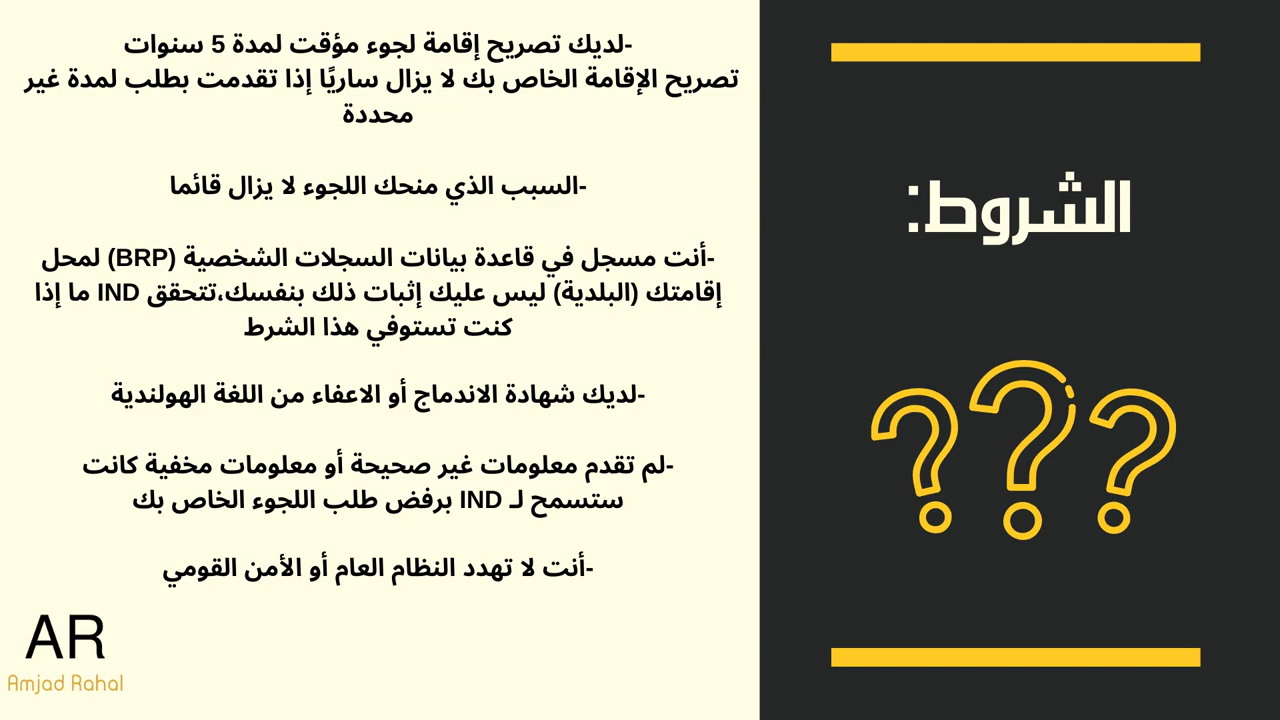 الشروط:
-لديك تصريح إقامة لجوء مؤقت لمدة 5 سنوات
تصريح الإقامة الخاص بك لا يزال ساريًا إذا تقدمت بطلب لمدة غير
محددة
-السبب الذي منحك اللجوء لا يزال قائما
-أنت مسجل في قاعدة بيانات السجلات الشخصية (BRP) لمحل
إقامتك (البلدية) ليس عليك إثبات ذلك بنفسك،تتحقق IND ما إذا
كنت تستوفي هذا الشرط
-لديك شهادة الاندماج أو الاعفاء من اللغة الهولندية
-لم تقدم معلومات غير صحيحة أو معلومات مخفية كانت
ستسمح لـ IND برفض طلب اللجوء الخاص بك
-أنت لا تهدد النظام العام أو الأمن القومي
AR
Amjad Rahal